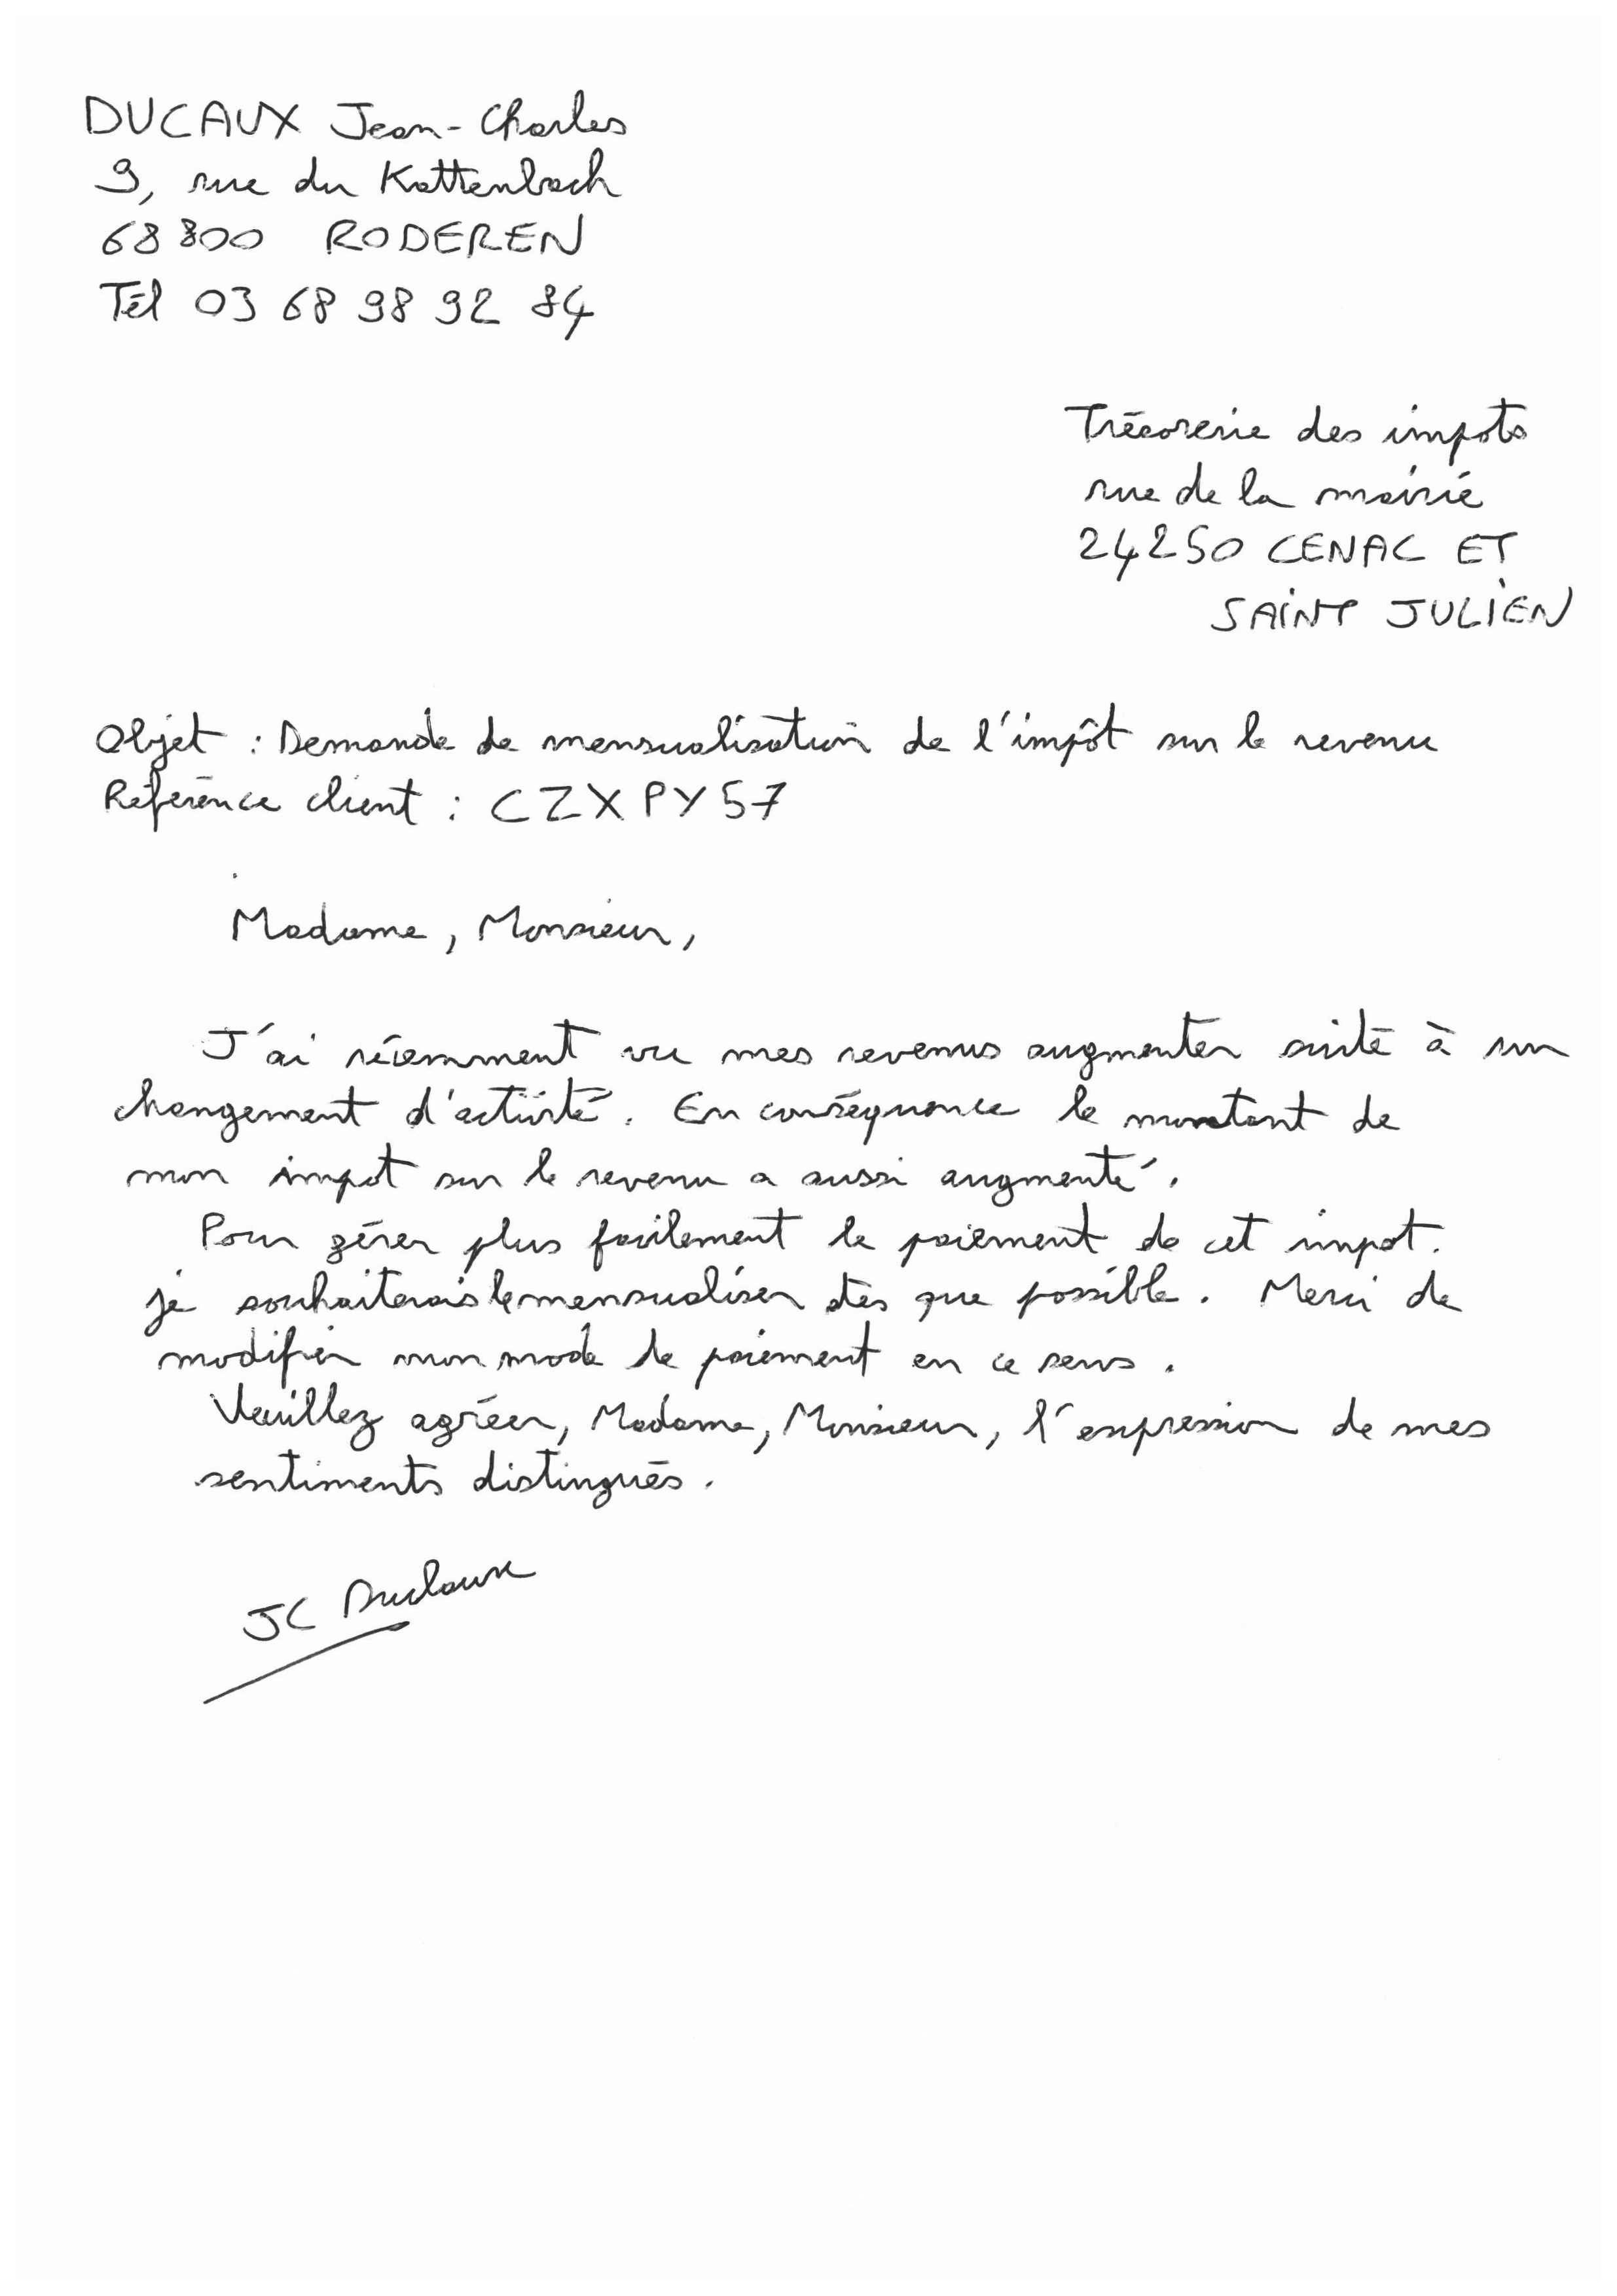 DUCAUX Jean-Charles
9, rue du Kattenbach
68800 RODEREN
Tél 03 68 98 92 84
Trésorerie des impots
rue de la mairie
24250 CENAC ET
SAINT JULIEN
Objet : Demande de mensualisation de l'impôt sur le revenu
Référence client : CZXPY57
Madame, Monsieur,
J'ai récemment vu mes revenus augmenter suite à un
changement d'activité. En conséquence le montant de
mon impot sur le revenu a aussi augmenté.
Pour gérer plus facilement le paiement de cet impot.
je souhaiterais le mensualiser dès que possible. Merci de
modifier mon mode de paiement en ce sens.
Veuillez agréer, Madame, Monsieur, l'expression de mes
sentiments distingués.
JC Ducaux